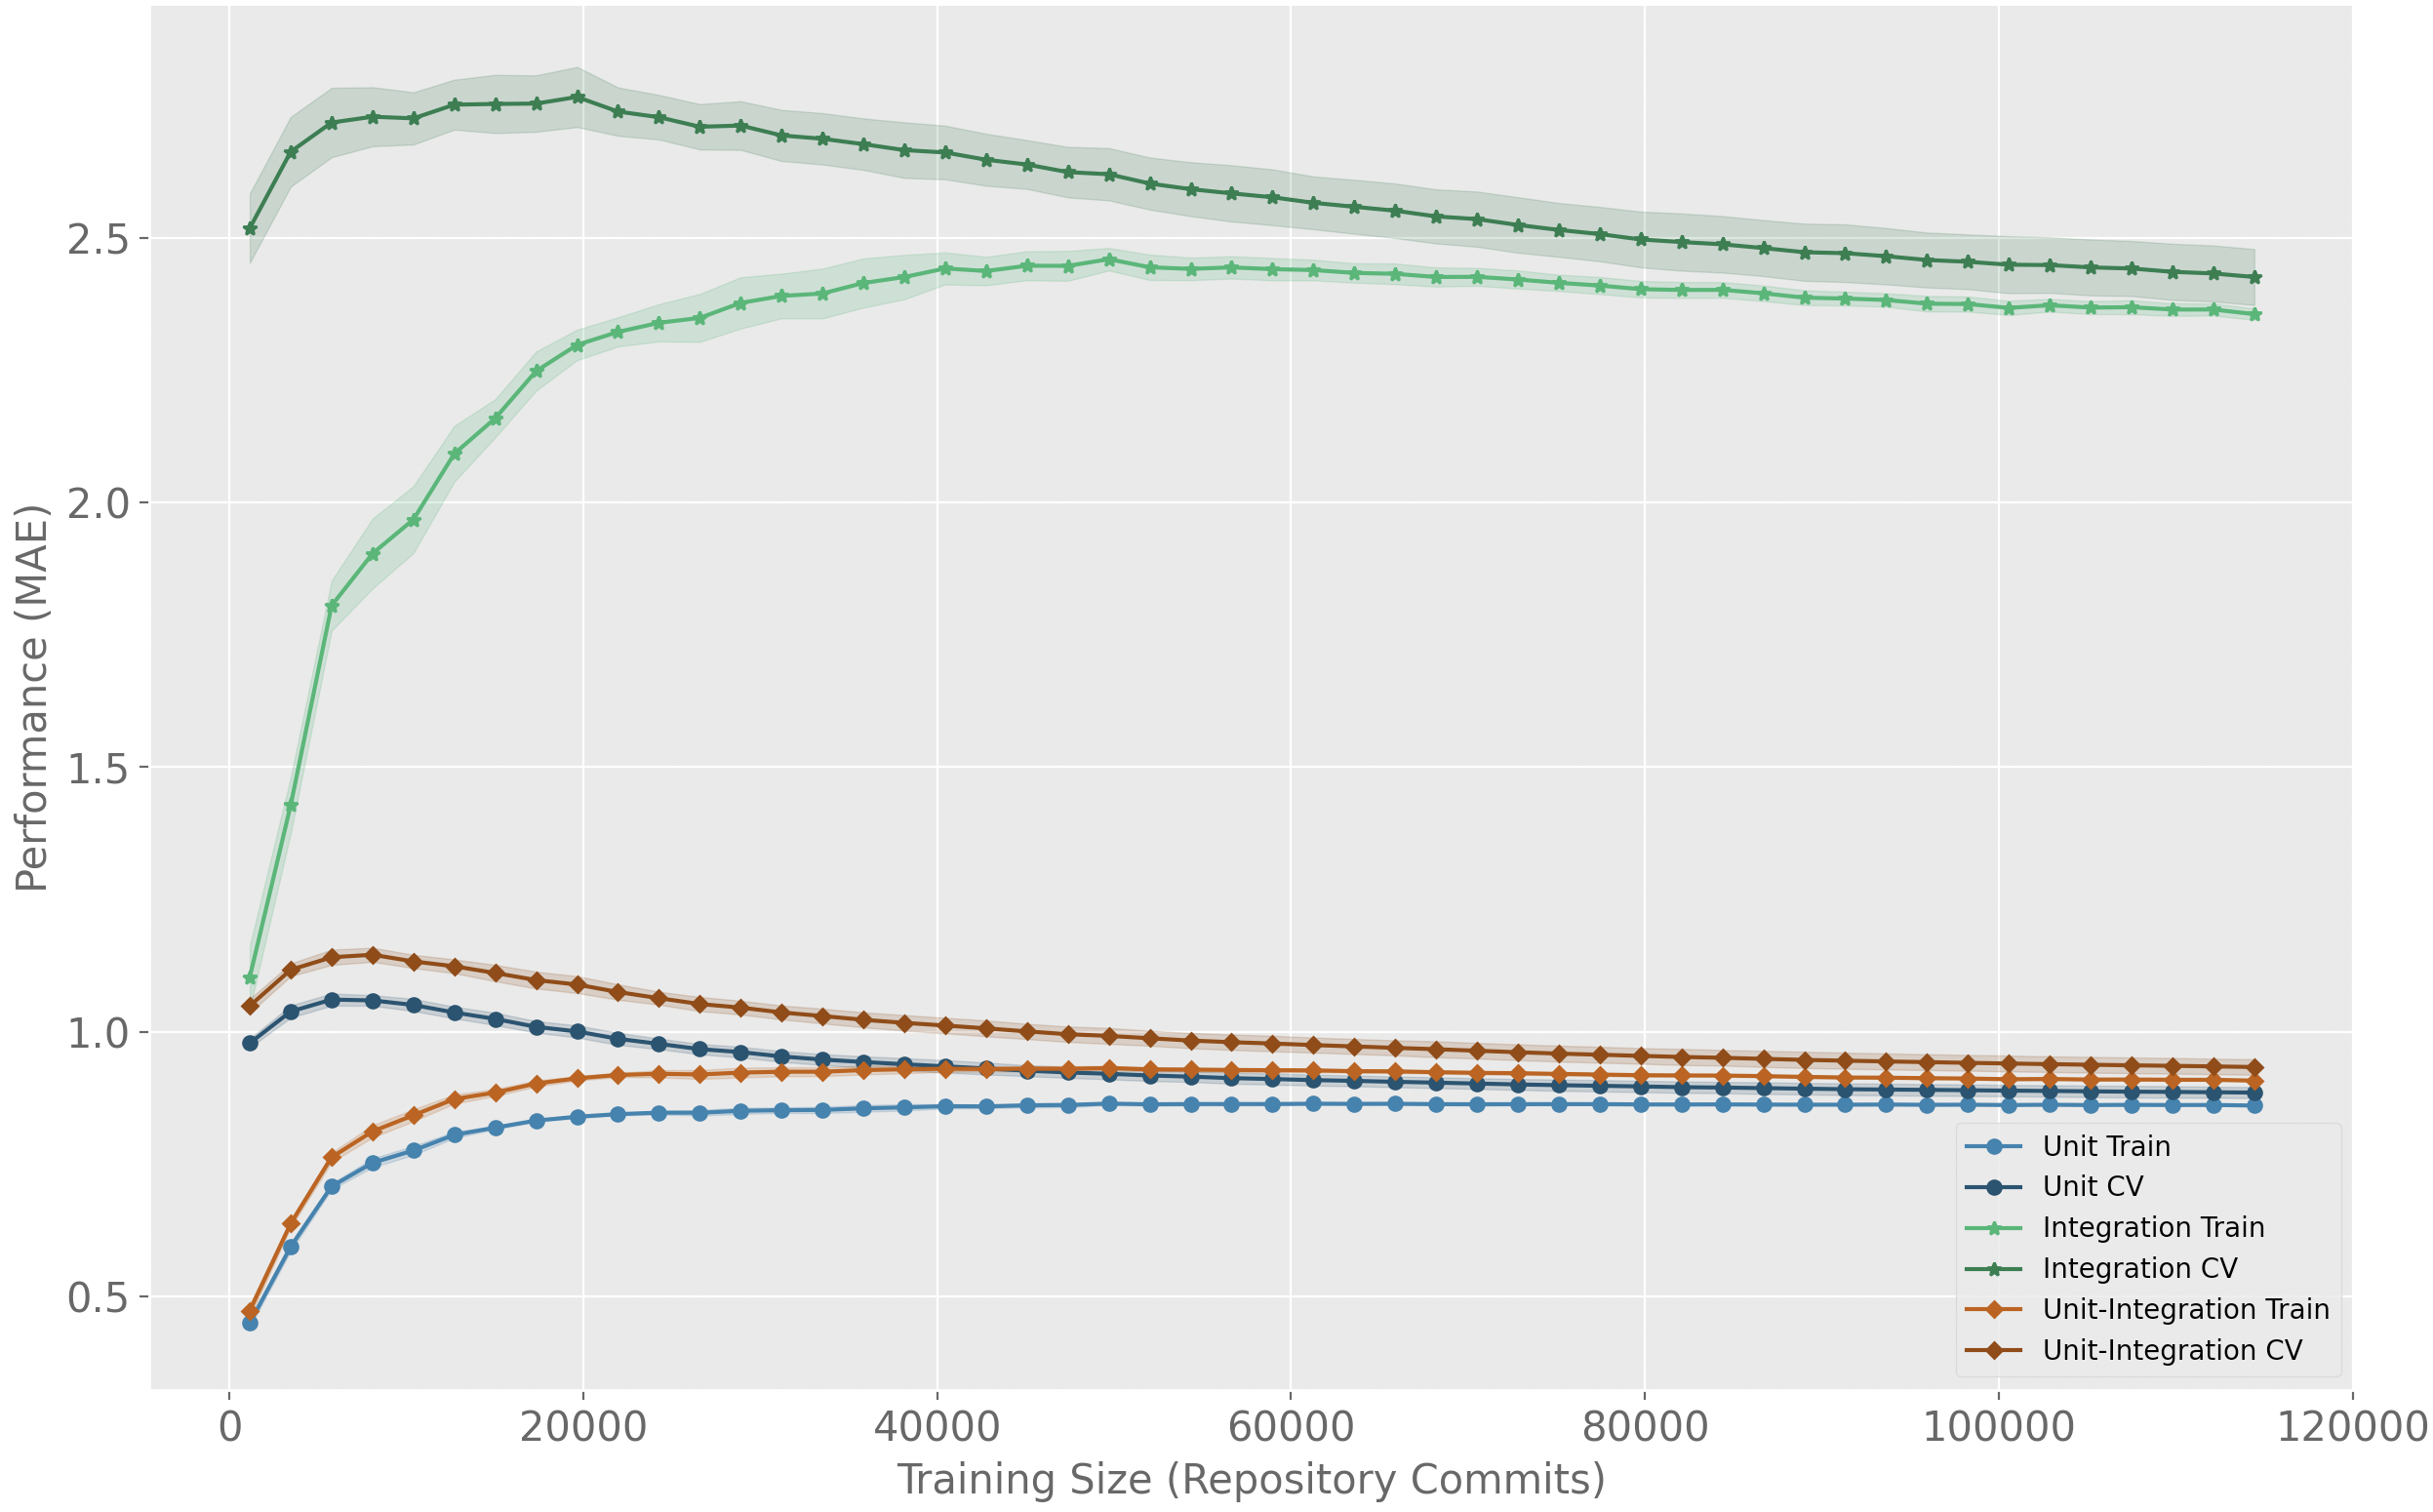 Performance (MAE)
2.5
2.0
1.5
1.0
0.5
0
20000
40000
60000
80000
100000
120000
Training Size (Repository Commits)
Unit Train
Unit CV
Integration Train
Integration CV
Unit-Integration Train
Unit-Integration CV